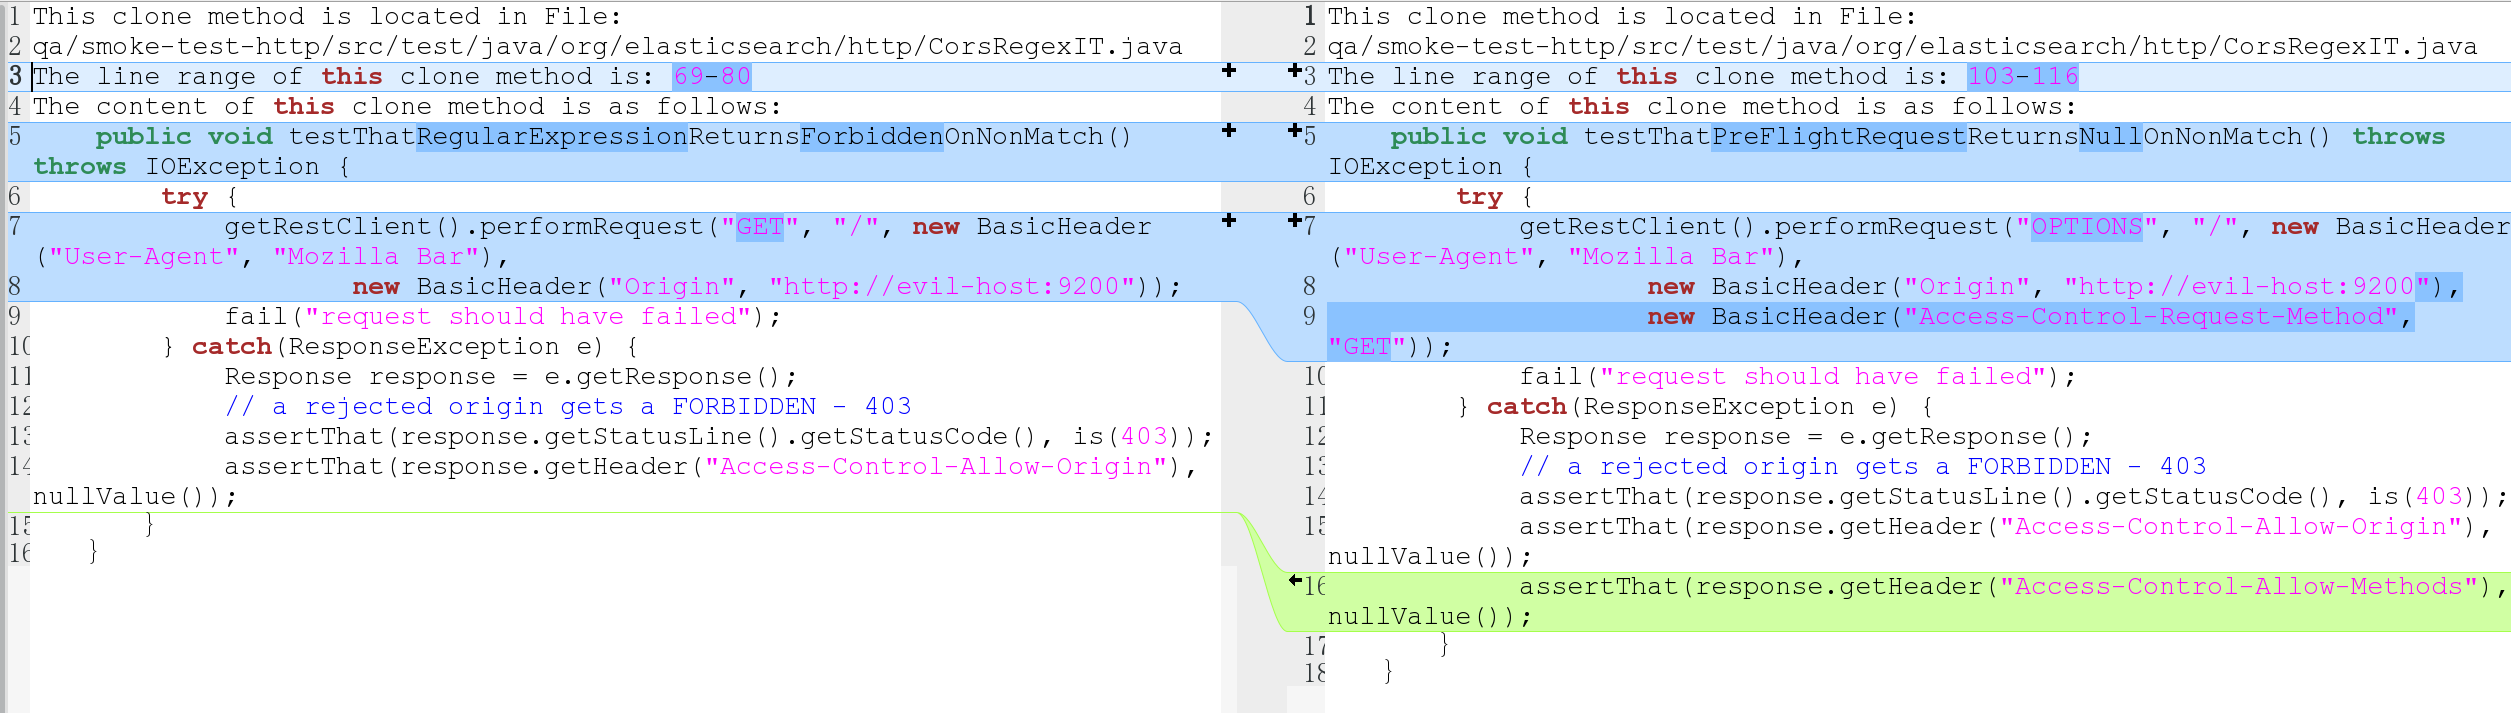 1 This clone method is located in File:
2 qa/smoke-test-http/src/test/java/org/elasticsearch/http/CorsRegexIT.java
3 The line range of this clone method is: 69-80
4 The content of this clone method is as follows:
5     public void testThatRegularExpressionReturnsForbiddenOnNonMatch()
throws IOException {
6         try {
7             getRestClient().performRequest("GET", "/", new BasicHeader
("User-Agent", "Mozilla Bar"),
8                     new BasicHeader("Origin", "http://evil-host:9200"));
9             fail("request should have failed");
10         } catch(ResponseException e) {
11             Response response = e.getResponse();
12             // a rejected origin gets a FORBIDDEN - 403
13             assertThat(response.getStatusLine().getStatusCode(), is(403));
14             assertThat(response.getHeader("Access-Control-Allow-Origin"),
nullValue());
15         }
16     }
1 This clone method is located in File:
2 qa/smoke-test-http/src/test/java/org/elasticsearch/http/CorsRegexIT.java
3 The line range of this clone method is: 103-116
4 The content of this clone method is as follows:
5     public void testThatPreFlightRequestReturnsNullOnNonMatch() throws
IOException {
6         try {
7             getRestClient().performRequest("OPTIONS", "/", new BasicHeader
("User-Agent", "Mozilla Bar"),
8                     new BasicHeader("Origin", "http://evil-host:9200"),
9                     new BasicHeader("Access-Control-Request-Method",
"GET"));
10             fail("request should have failed");
11         } catch(ResponseException e) {
12             Response response = e.getResponse();
13             // a rejected origin gets a FORBIDDEN - 403
14             assertThat(response.getStatusLine().getStatusCode(), is(403));
15             assertThat(response.getHeader("Access-Control-Allow-Origin"),
nullValue());
16             assertThat(response.getHeader("Access-Control-Allow-Methods"),
nullValue());
17         }
18     }